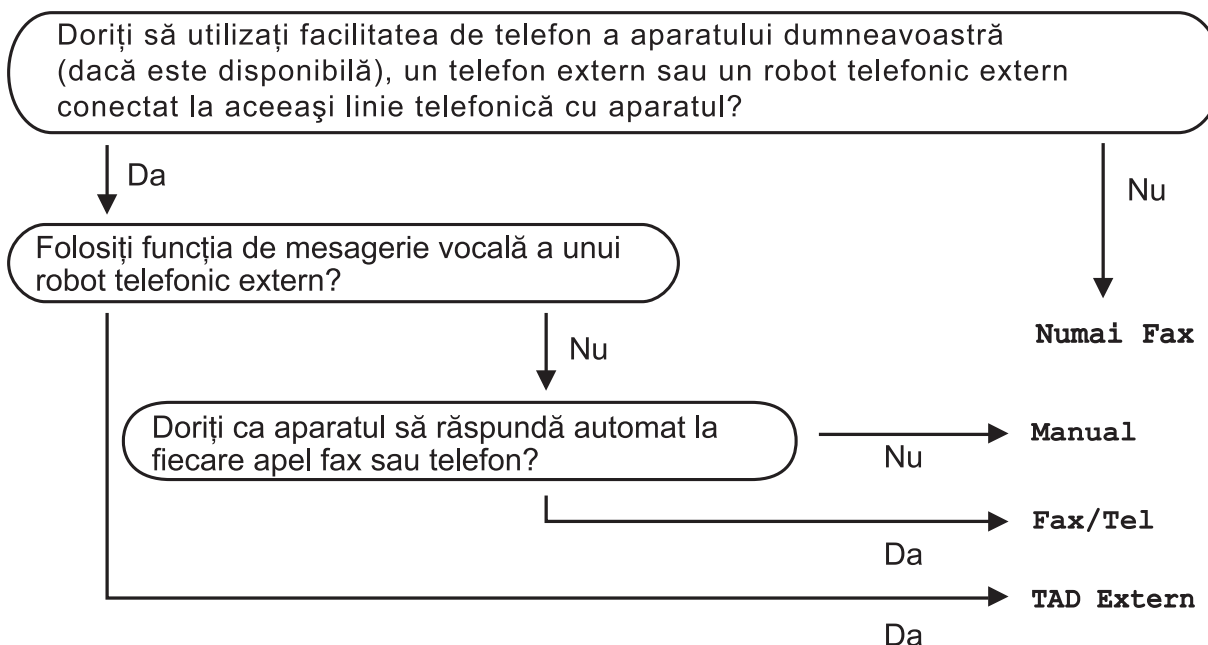 Doriți să utilizați facilitatea de telefon a aparatului dumneavoastră
(dacă este disponibilă), un telefon extern sau un robot telefonic extern
conectat la aceeaşi linie telefonică cu aparatul?
Da
Nu
Folosiți funcția de mesagerie vocală a unui
robot telefonic extern?
Numai Fax
Nu
Doriți ca aparatul să răspundă automat la
fiecare apel fax sau telefon?
Manual
Nu
Fax/Tel
Da
TAD Extern
Da